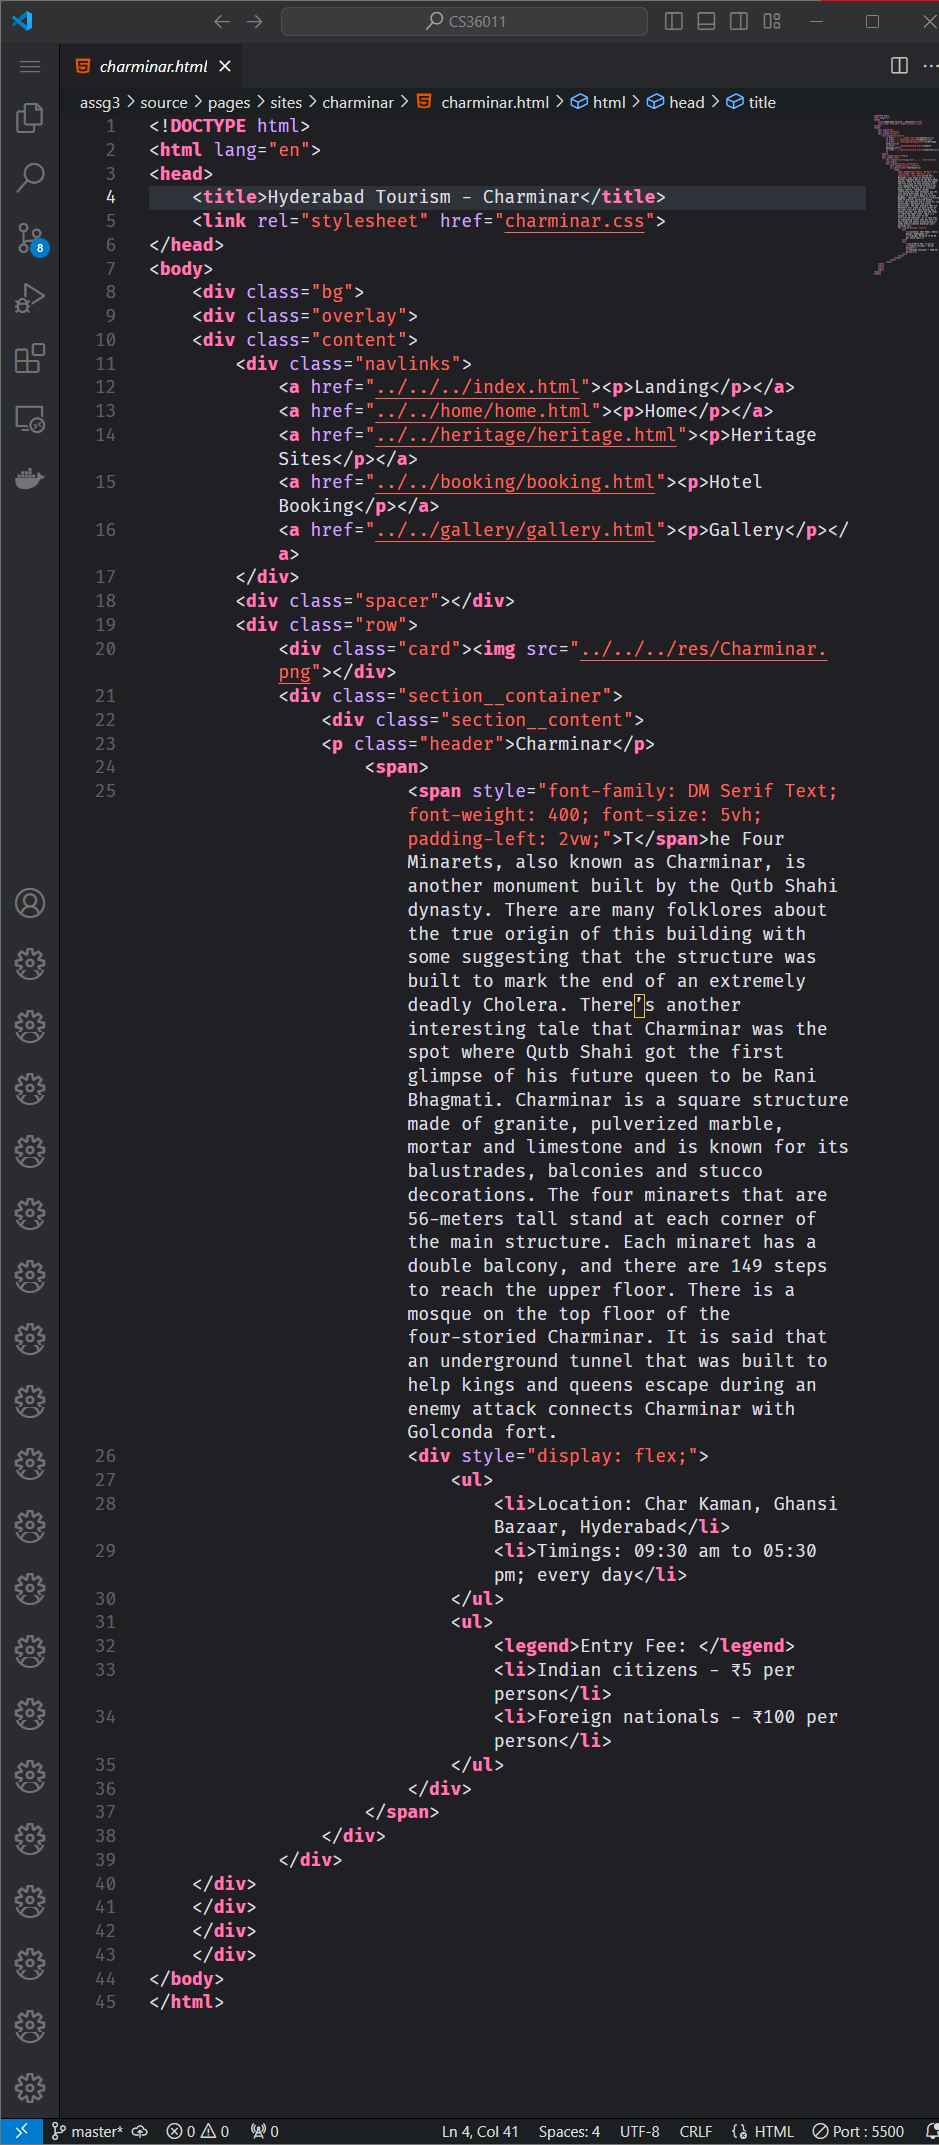 CS36011
charminar.html
assg3 > source > pages > sites > charminar > charminar.html > html > head > title
1 <!DOCTYPE html>
2 <html lang="en">
3 <head>
4 <title>Hyderabad Tourism - Charminar</title>
5 <link rel="stylesheet" href="charminar.css">
6 </head>
7 <body>
8 <div class="bg">
9 <div class="overlay">
10 <div class="content">
11 <div class="navlinks">
12 <a href="../../../index.html"><p>Landing</p></a>
13 <a href="../../home/home.html"><p>Home</p></a>
14 <a href="../../heritage/heritage.html"><p>Heritage
Sites</p></a>
15 <a href="../../booking/booking.html"><p>Hotel
Booking</p></a>
16 <a href="../../gallery/gallery.html"><p>Gallery</p></
a>
17 </div>
18 <div class="spacer"></div>
19 <div class="row">
20 <div class="card"><img src="../../../res/Charminar.
png"></div>
21 <div class="section__container">
22 <div class="section__content">
23 <p class="header">Charminar</p>
24 <span>
25 <span style="font-family: DM Serif Text;
font-weight: 400; font-size: 5vh;
padding-left: 2vw;">T</span>he Four
Minarets, also known as Charminar, is
another monument built by the Qutb Shahi
dynasty. There are many folklores about
the true origin of this building with
some suggesting that the structure was
built to mark the end of an extremely
deadly Cholera. There’s another
interesting tale that Charminar was the
spot where Qutb Shahi got the first
glimpse of his future queen to be Rani
Bhagmati. Charminar is a square structure
made of granite, pulverized marble,
mortar and limestone and is known for its
balustrades, balconies and stucco
decorations. The four minarets that are
56-meters tall stand at each corner of
the main structure. Each minaret has a
double balcony, and there are 149 steps
to reach the upper floor. There is a
mosque on the top floor of the
four-storied Charminar. It is said that
an underground tunnel that was built to
help kings and queens escape during an
enemy attack connects Charminar with
Golconda fort.
26 <div style="display: flex;">
27 <ul>
28 <li>Location: Char Kaman, Ghansi
Bazaar, Hyderabad</li>
29 <li>Timings: 09:30 am to 05:30
pm; every day</li>
30 </ul>
31 <ul>
32 <legend>Entry Fee: </legend>
33 <li>Indian citizens - ₹5 per
person</li>
34 <li>Foreign nationals - ₹100 per
person</li>
35 </ul>
36 </div>
37 </span>
38 </div>
39 </div>
40 </div>
41 </div>
42 </div>
43 </div>
44 </body>
45 </html>
8
master* 0 0 0 Ln 4, Col 41 Spaces: 4 UTF-8 CRLF HTML Port : 5500